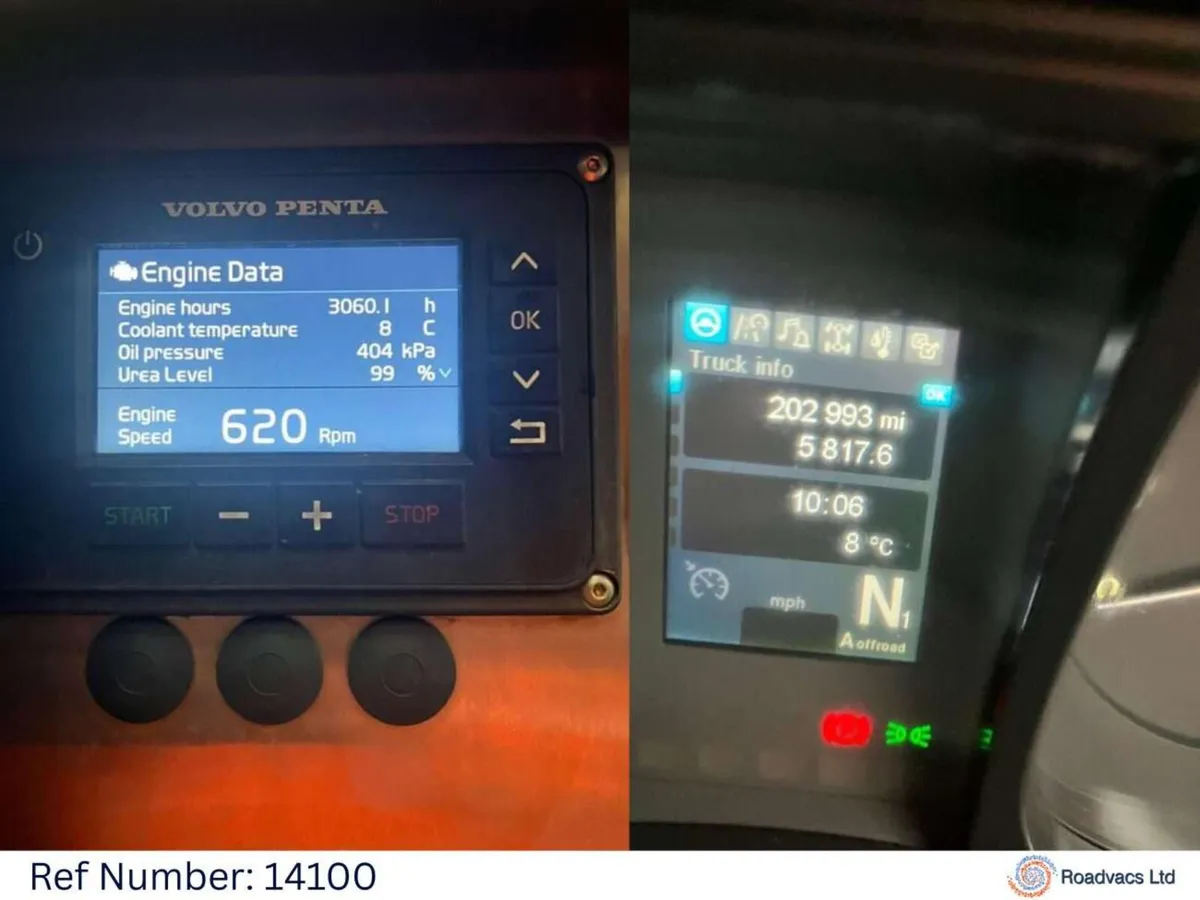 VOLVO PENTA
Engine Data
Engine hours 3060.1 h
Coolant temperature 8 C
Oil pressure 404 kPa
Urea Level 99 %
Engine Speed 620 Rpm
OK
START − + STOP
Truck info
OK
202 993 mi
5 817.6
10:06
8 °C
mph
N1
A offroad
Ref Number: 14100
Roadvacs Ltd